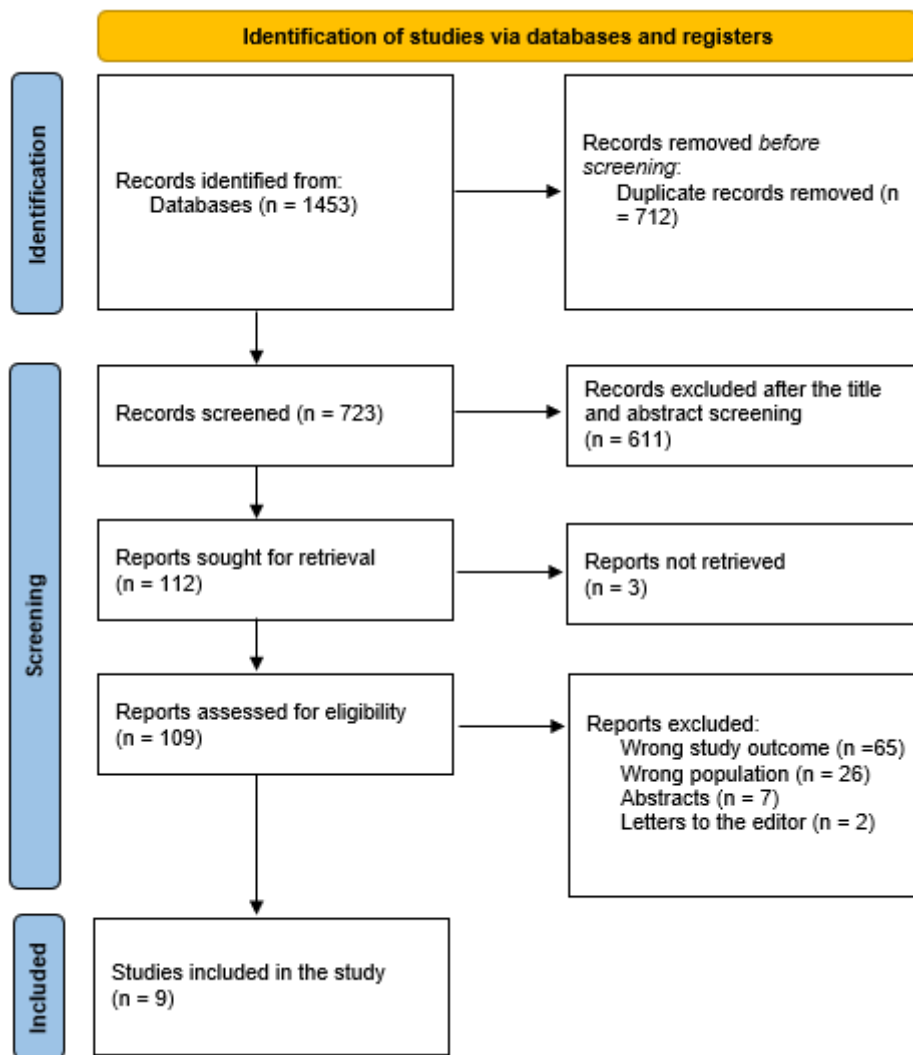 Identification of studies via databases and registers
Identification
Records identified from:
Databases (n = 1453)
Records removed before
screening:
Duplicate records removed (n
= 712)
Screening
Records screened (n = 723)
Records excluded after the title
and abstract screening
(n = 611)
Reports sought for retrieval
(n = 112)
Reports not retrieved
(n = 3)
Reports assessed for eligibility
(n = 109)
Reports excluded:
Wrong study outcome (n =65)
Wrong population (n = 26)
Abstracts (n = 7)
Letters to the editor (n = 2)
Included
Studies included in the study
(n = 9)